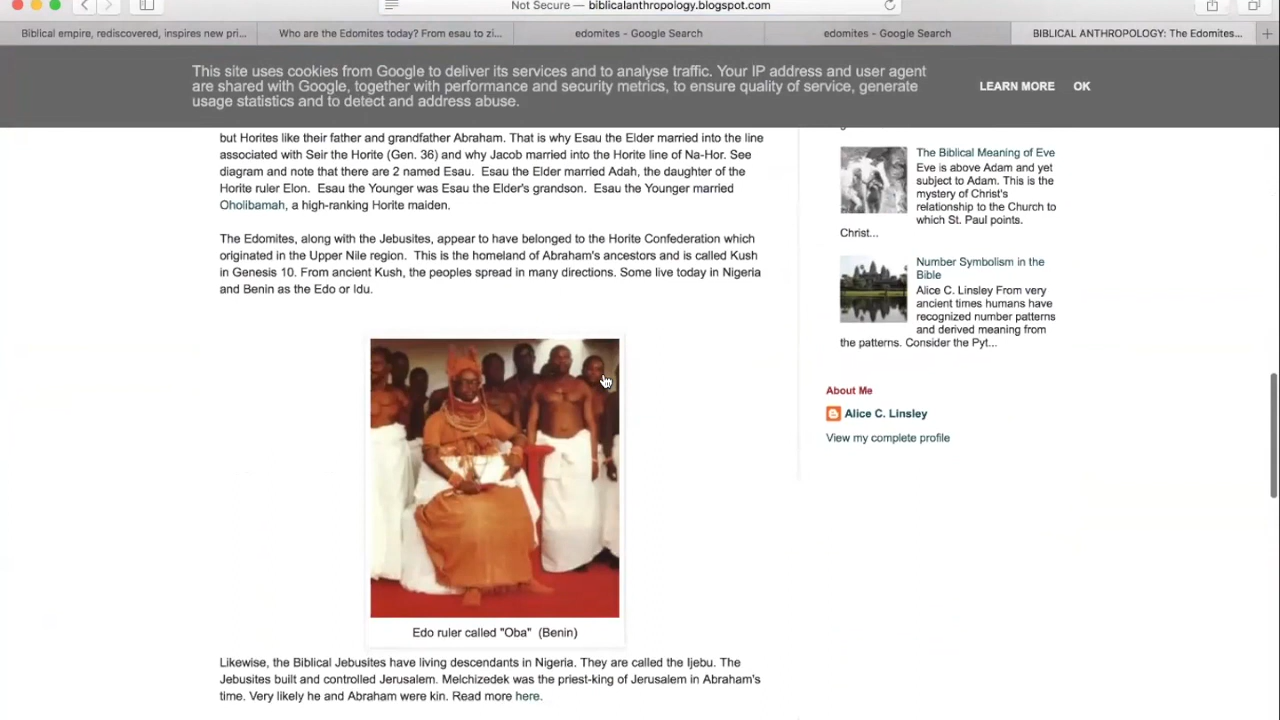 Not Secure — biblicalanthropology.blogspot.com
Biblical empire, rediscovered, inspires new pri...
Who are the Edomites today? From esau to zi...
edomites - Google Search
edomites - Google Search
BIBLICAL ANTHROPOLOGY: The Edomites...
This site uses cookies from Google to deliver its services and to analyse traffic. Your IP address and user agent
are shared with Google, together with performance and security metrics, to ensure quality of service, generate
usage statistics and to detect and address abuse.
LEARN MORE
OK
but Horites like their father and grandfather Abraham. That is why Esau the Elder married into the line
associated with Seir the Horite (Gen. 36) and why Jacob married into the Horite line of Na-Hor. See
diagram and note that there are 2 named Esau. Esau the Elder married Adah, the daughter of the
Horite ruler Elon. Esau the Younger was Esau the Elder's grandson. Esau the Younger married
Oholibamah, a high-ranking Horite maiden.
The Edomites, along with the Jebusites, appear to have belonged to the Horite Confederation which
originated in the Upper Nile region. This is the homeland of Abraham's ancestors and is called Kush
in Genesis 10. From ancient Kush, the peoples spread in many directions. Some live today in Nigeria
and Benin as the Edo or Idu.
Edo ruler called "Oba" (Benin)
Likewise, the Biblical Jebusites have living descendants in Nigeria. They are called the Ijebu. The
Jebusites built and controlled Jerusalem. Melchizedek was the priest-king of Jerusalem in Abraham's
time. Very likely he and Abraham were kin. Read more here.
The Biblical Meaning of Eve
Eve is above Adam and yet
subject to Adam. This is the
mystery of Christ's
relationship to the Church to
which St. Paul points.
Christ...
Number Symbolism in the
Bible
Alice C. Linsley From very
ancient times humans have
recognized number patterns
and derived meaning from
the patterns. Consider the Pyt...
About Me
Alice C. Linsley
View my complete profile